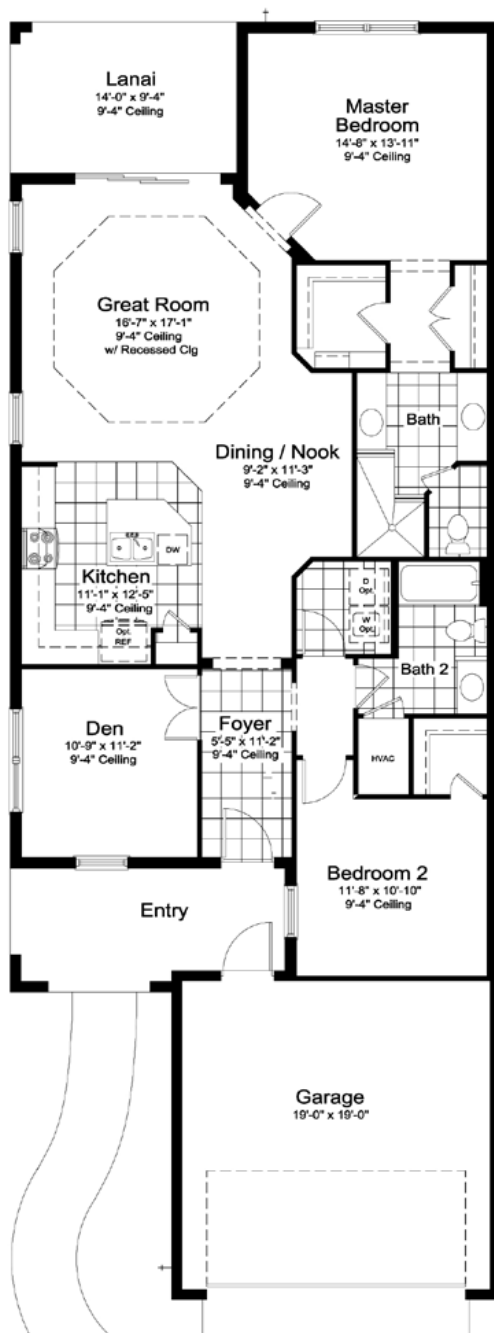 Lanai
14'-0" x 9'-4"
9'-4" Ceiling
Master
Bedroom
14'-8" x 13'-11"
9'-4" Ceiling
Great Room
16'-7" x 17'-1"
9'-4" Ceiling
w/ Recessed Clg
Bath
Dining / Nook
9'-2" x 11'-3"
9'-4" Ceiling
DW
Kitchen
11'-1" x 12'-5"
9'-4" Ceiling
Opt.
REF
D
Opt.
W
Opt.
Bath 2
Den
10'-9" x 11'-2"
9'-4" Ceiling
Foyer
5'-5" x 11'-2"
9'-4" Ceiling
HVAC
Bedroom 2
11'-8" x 10'-10"
9'-4" Ceiling
Entry
Garage
19'-0" x 19'-0"